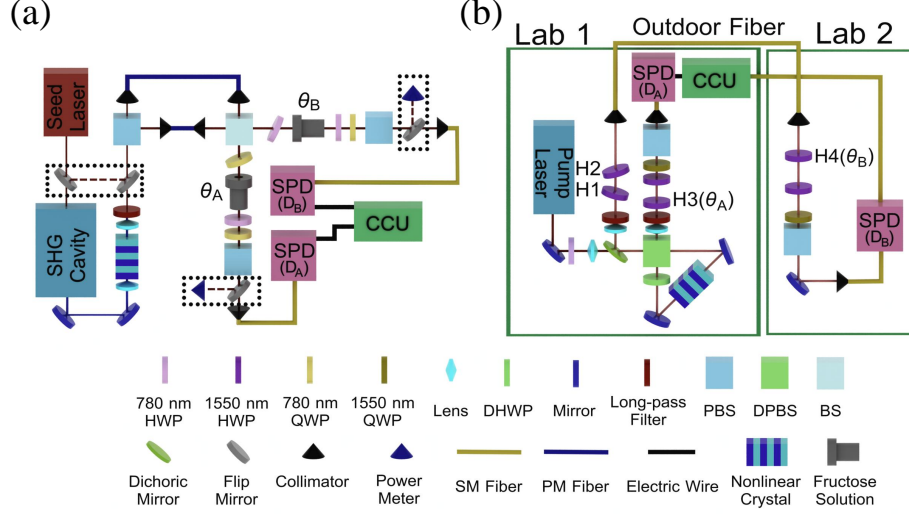 (a)
(b)
Lab 1
Outdoor Fiber
Lab 2
Seed
Laser
SHG
Cavity
θB
θA
SPD
(DB)
SPD
(DA)
CCU
Pump
Laser
H2
H1
SPD
(DA)
CCU
H3(θA)
H4(θB)
SPD
(DB)
780 nm
HWP
1550 nm
HWP
780 nm
QWP
1550 nm
QWP
Lens
DHWP
Mirror
Long-pass
Filter
PBS
DPBS
BS
Dichoric
Mirror
Flip
Mirror
Collimator
Power
Meter
SM Fiber
PM Fiber
Electric Wire
Nonlinear
Crystal
Fructose
Solution